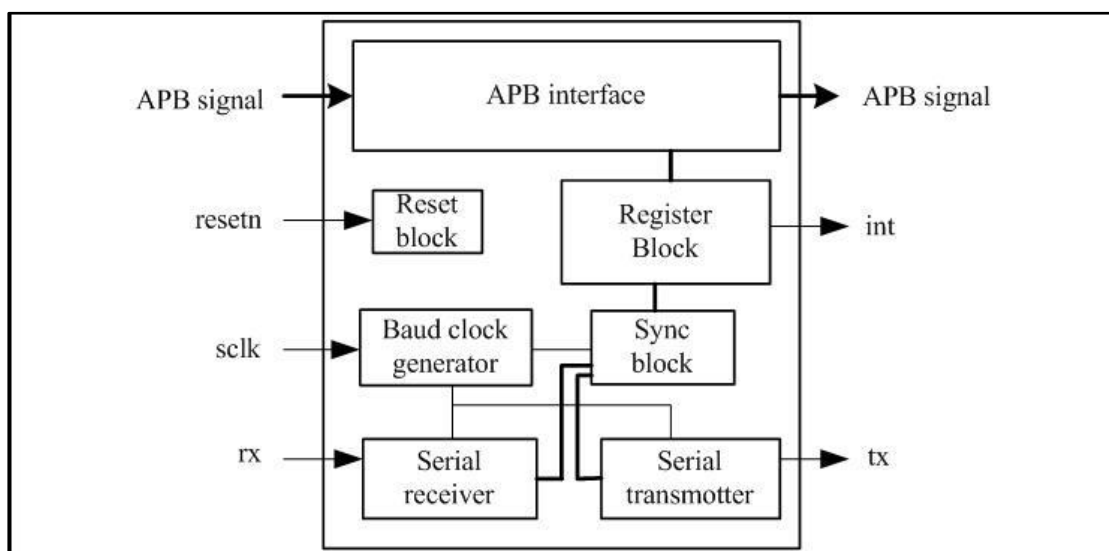 APB signal
APB interface
APB signal
resetn
Reset
block
Register
Block
int
sclk
Baud clock
generator
Sync
block
rx
Serial
receiver
Serial
transmotter
tx